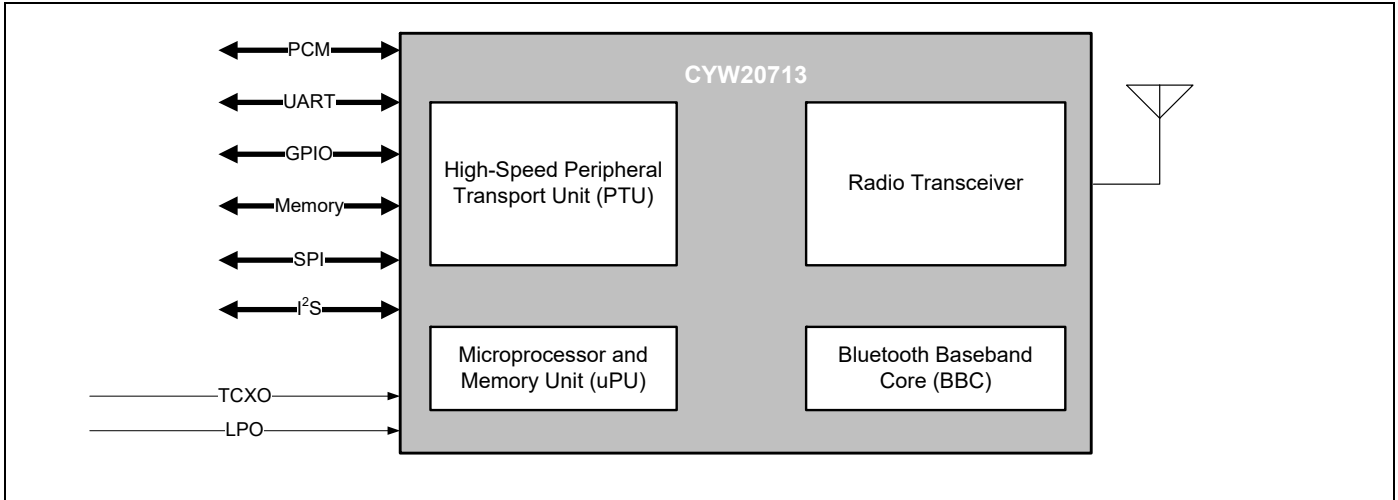 PCM
UART
GPIO
Memory
SPI
I²S
TCXO
LPO
CYW20713
High-Speed Peripheral
Transport Unit (PTU)
Radio Transceiver
Microprocessor and
Memory Unit (uPU)
Bluetooth Baseband
Core (BBC)